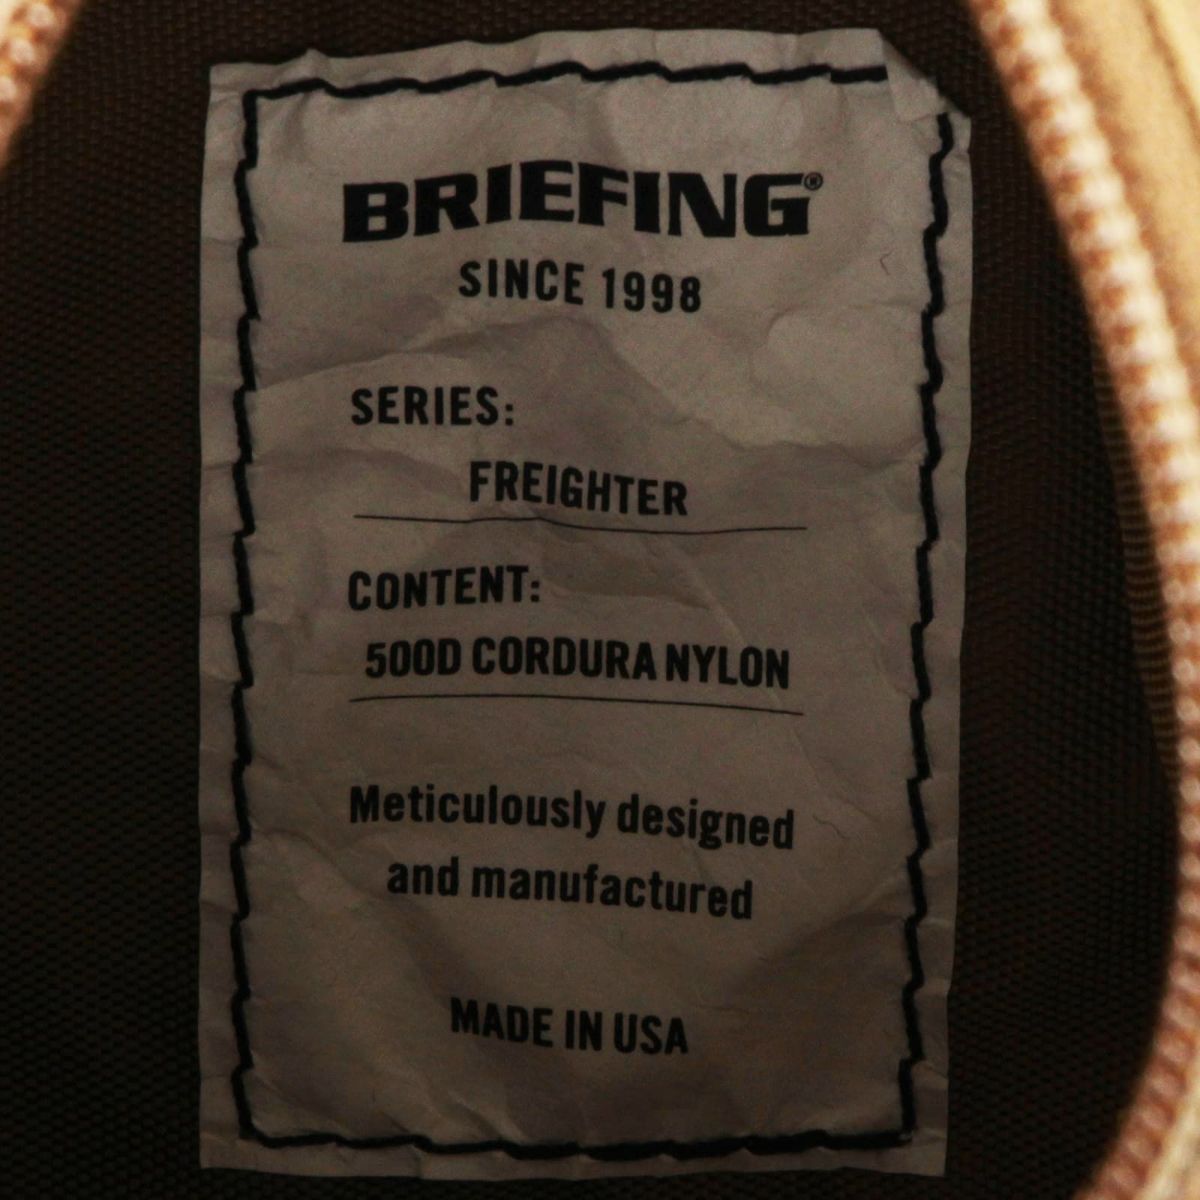 BRIEFING®
SINCE 1998
SERIES:
FREIGHTER
CONTENT:
500D CORDURA NYLON
Meticulously designed
and manufactured
MADE IN USA